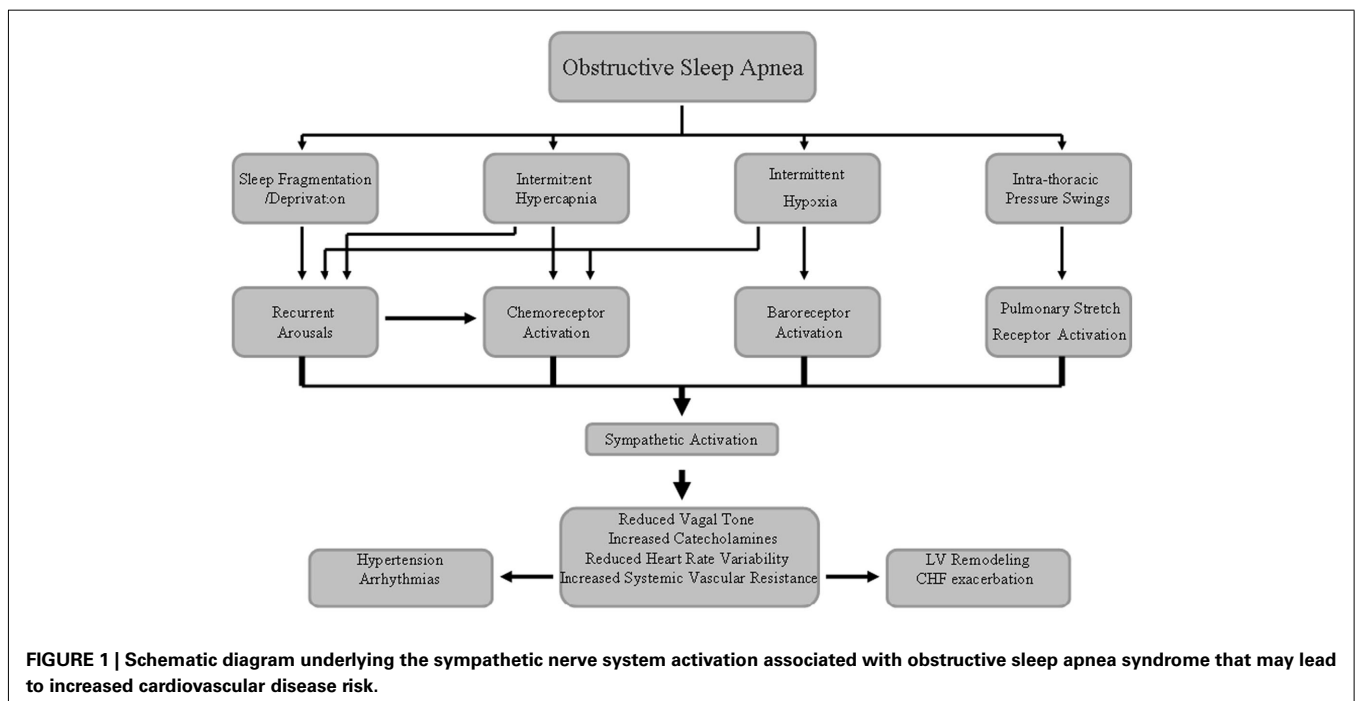 Obstructive Sleep Apnea
Sleep Fragmentation
/Deprivation
Intermittent
Hypercapnia
Intermittent
Hypoxia
Intra-thoracic
Pressure Swings
Recurrent
Arousals
Chemoreceptor
Activation
Baroreceptor
Activation
Pulmonary Stretch
Receptor Activation
Sympathetic Activation
Reduced Vagal Tone
Increased Catecholamines
Reduced Heart Rate Variability
Increased Systemic Vascular Resistance
Hypertension
Arrhythmias
LV Remodeling
CHF exacerbation
FIGURE 1 | Schematic diagram underlying the sympathetic nerve system activation associated with obstructive sleep apnea syndrome that may lead
to increased cardiovascular disease risk.